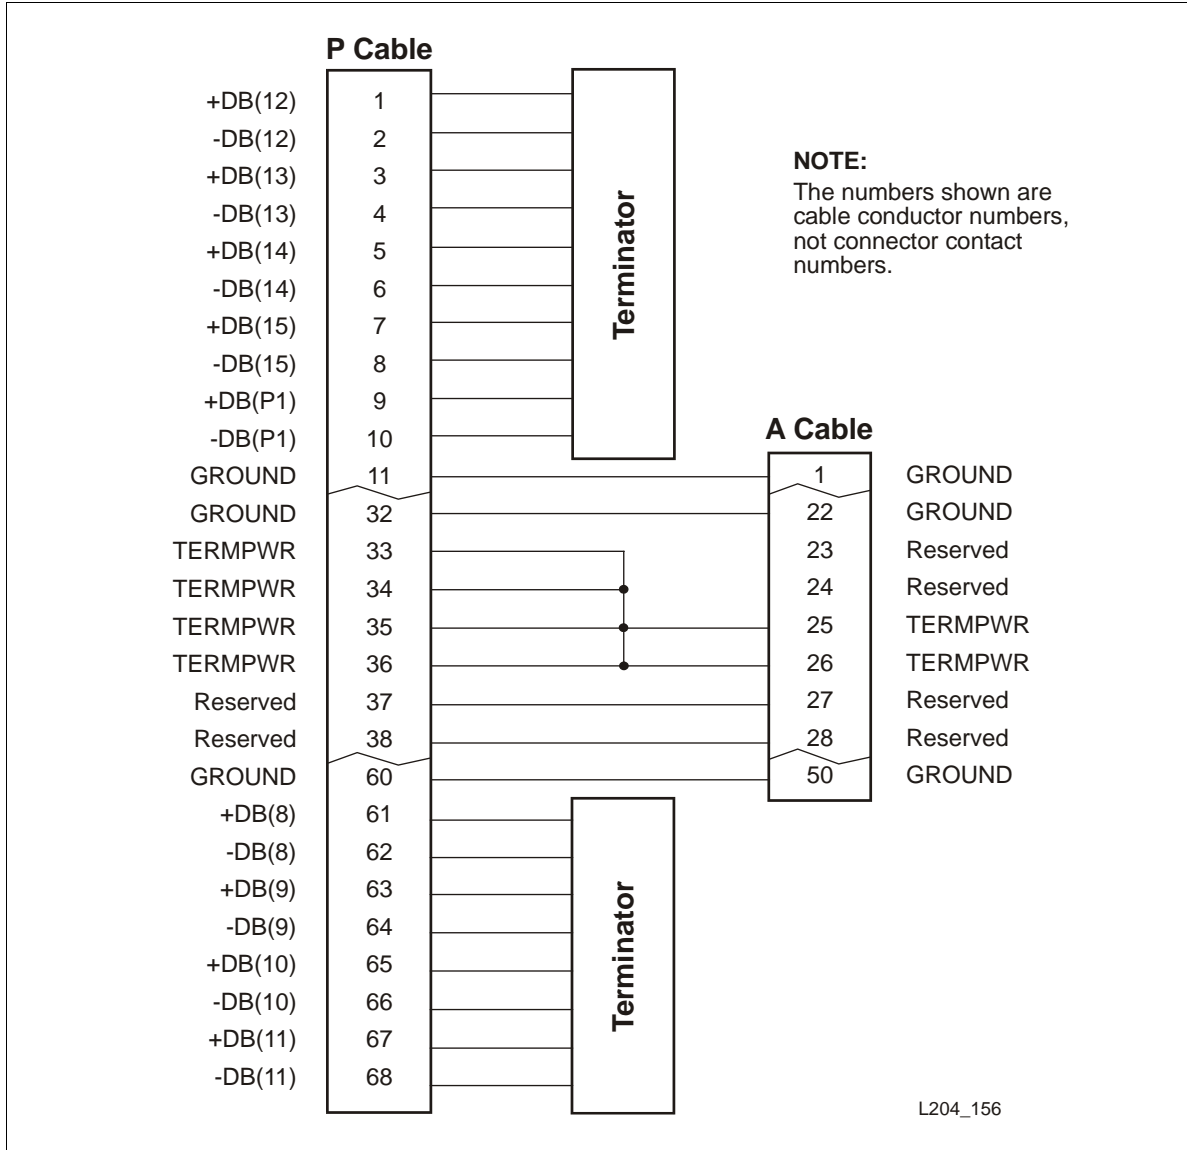 P Cable
+DB(12) 1
-DB(12) 2
+DB(13) 3
-DB(13) 4
+DB(14) 5
-DB(14) 6
+DB(15) 7
-DB(15) 8
+DB(P1) 9
-DB(P1) 10
Terminator
NOTE:
The numbers shown are
cable conductor numbers,
not connector contact
numbers.
A Cable
GROUND 11 1 GROUND
GROUND 32 22 GROUND
TERMPWR 33 23 Reserved
TERMPWR 34 24 Reserved
TERMPWR 35 25 TERMPWR
TERMPWR 36 26 TERMPWR
Reserved 37 27 Reserved
Reserved 38 28 Reserved
GROUND 60 50 GROUND
+DB(8) 61
-DB(8) 62
+DB(9) 63
-DB(9) 64
+DB(10) 65
-DB(10) 66
+DB(11) 67
-DB(11) 68
Terminator
L204_156